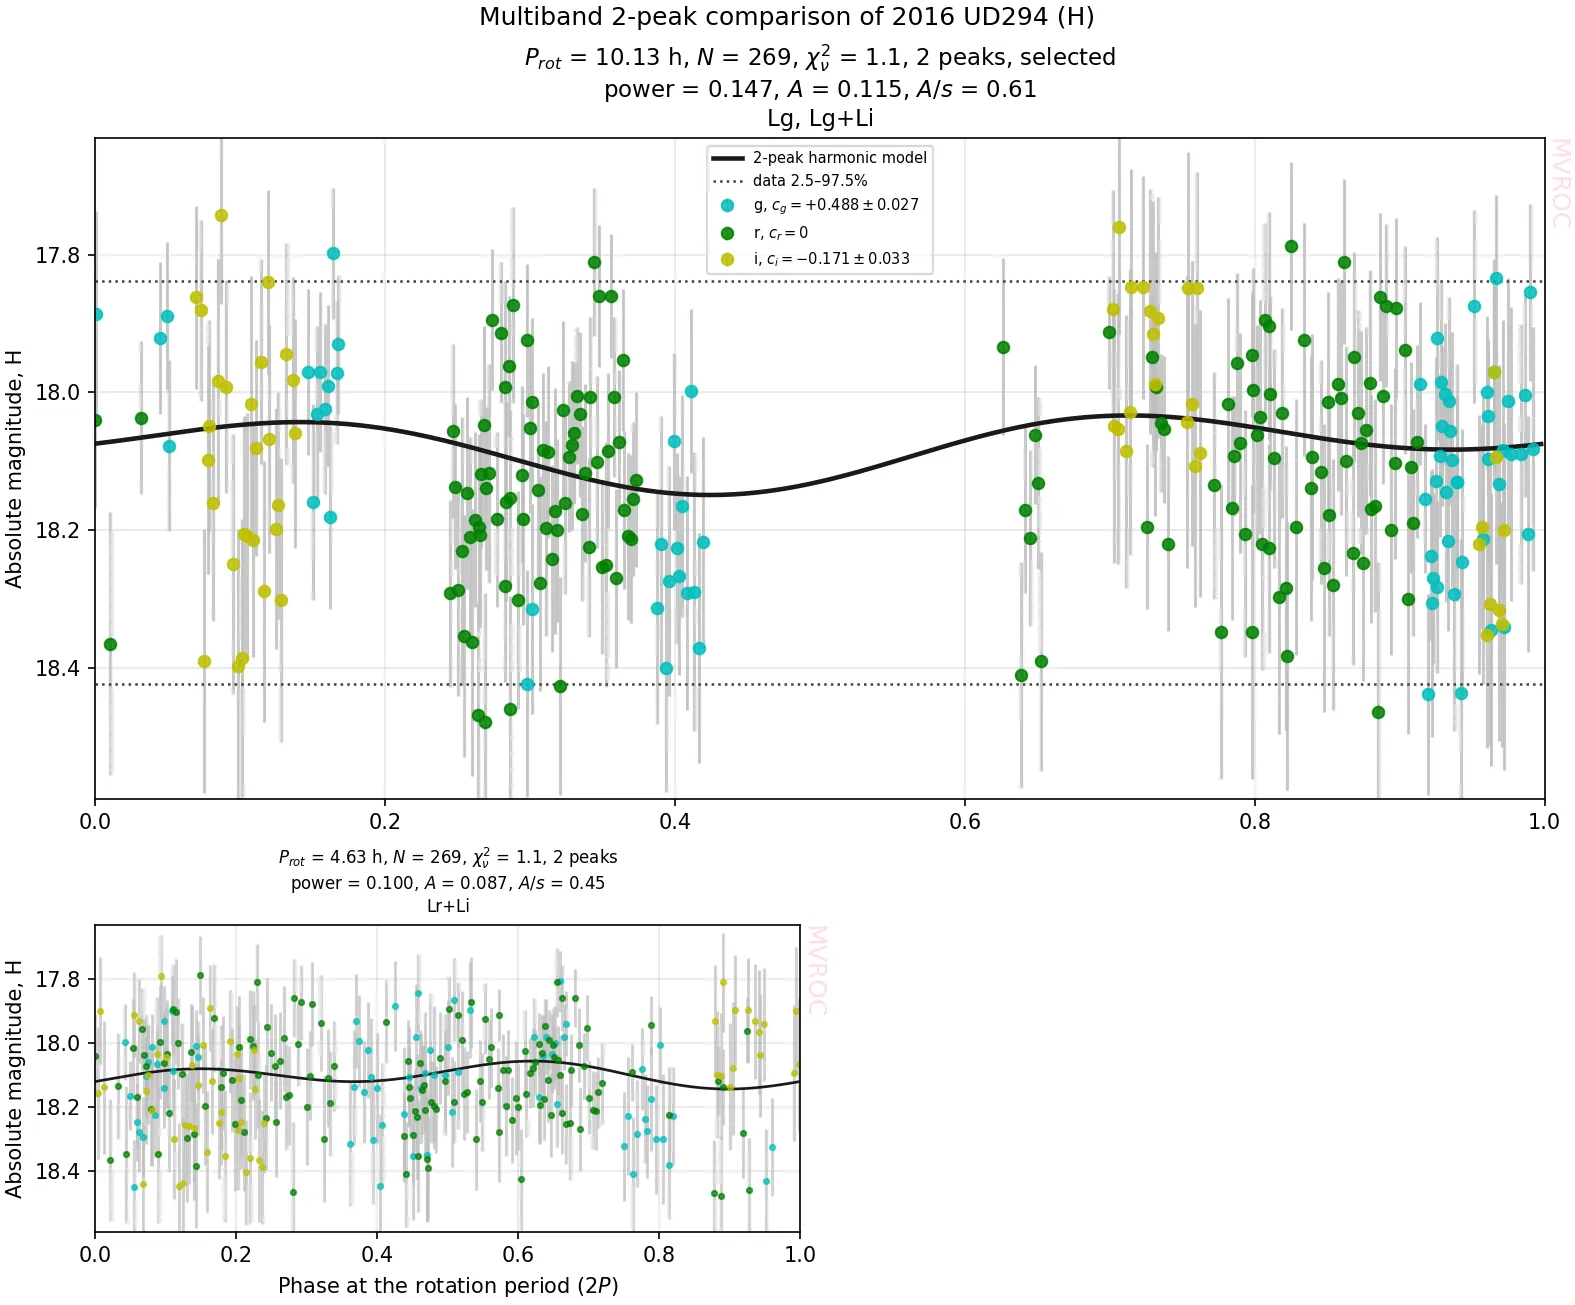 Multiband 2-peak comparison of 2016 UD294 (H)
P_rot = 10.13 h, N = 269, χ²_ν = 1.1, 2 peaks, selected
power = 0.147, A = 0.115, A/s = 0.61
Lg, Lg+Li
2-peak harmonic model
data 2.5–97.5%
g, c_g = +0.488 ± 0.027
r, c_r = 0
i, c_i = −0.171 ± 0.033
MVROC
Absolute magnitude, H
17.8
18.0
18.2
18.4
0.0 0.2 0.4 0.6 0.8 1.0
P_rot = 4.63 h, N = 269, χ²_ν = 1.1, 2 peaks
power = 0.100, A = 0.087, A/s = 0.45
Lr+Li
MVROC
Absolute magnitude, H
17.8
18.0
18.2
18.4
0.0 0.2 0.4 0.6 0.8 1.0
Phase at the rotation period (2P)